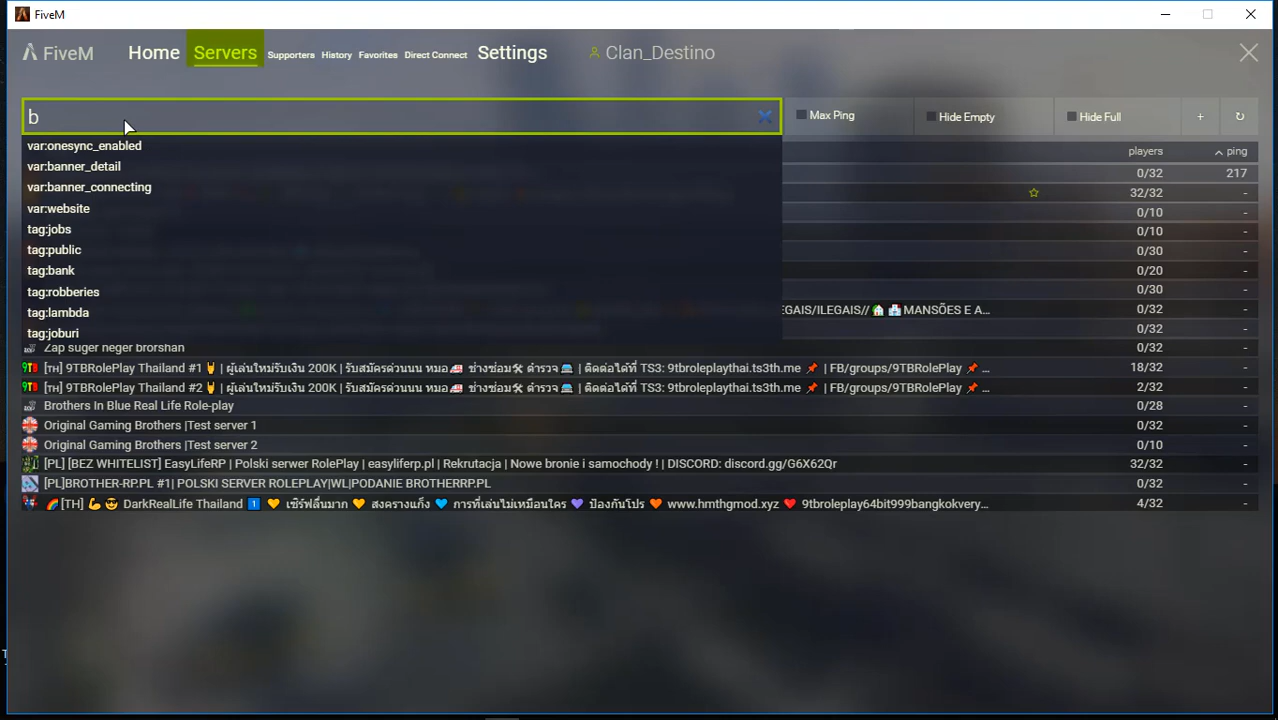 FiveM
FiveM Home Servers Supporters History Favorites Direct Connect Settings Clan_Destino
b Max Ping Hide Empty Hide Full + ↻
var:onesync_enabled players ping
var:banner_detail 0/32 217
var:banner_connecting 32/32 -
var:website 0/10 -
tag:jobs 0/10 -
tag:public 0/30 -
tag:bank 0/20 -
tag:robberies 0/30 -
tag:lambda EGAIS/ILEGAIS//🏠 🏥 MANSÕES E A... 0/32 -
tag:joburi 0/32 -
Zap suger neger brorshan 0/32 -
[ᴛʜ] 9TBRolePlay Thailand #1 🤘 | ผู้เล่นใหม่รับเงิน 200K | รับสมัครด่วนนน หมอ🚑 ช่างซ่อม🛠 ตำรวจ🚔 | ติดต่อได้ที่ TS3: 9tbroleplaythai.ts3th.me 📌 | FB/groups/9TBRolePlay 📌 ... 18/32 -
[ᴛʜ] 9TBRolePlay Thailand #2 🤘 | ผู้เล่นใหม่รับเงิน 200K | รับสมัครด่วนนน หมอ🚑 ช่างซ่อม🛠 ตำรวจ🚔 | ติดต่อได้ที่ TS3: 9tbroleplaythai.ts3th.me 📌 | FB/groups/9TBRolePlay 📌 ... 2/32 -
Brothers In Blue Real Life Role-play 0/28 -
Original Gaming Brothers |Test server 1 0/32 -
Original Gaming Brothers |Test server 2 0/10 -
[PL] [BEZ WHITELIST] EasyLifeRP | Polski serwer RolePlay | easyliferp.pl | Rekrutacja | Nowe bronie i samochody ! | DISCORD: discord.gg/G6X62Qr 32/32 -
[PL]BROTHER-RP.PL #1| POLSKI SERVER ROLEPLAY|WL|PODANIE BROTHERRP.PL 0/32 -
🌈[TH] 💪 😎 DarkRealLife Thailand 1️⃣ 💛 เซิร์ฟลื่นมาก 💛 สงครางแก็ง 💙 การที่เล่นไม่เหมือนใคร 💜 ป้องกันโปร 🧡 www.hmthgmod.xyz ❤️ 9tbroleplay64bit999bangkokvery... 4/32 -